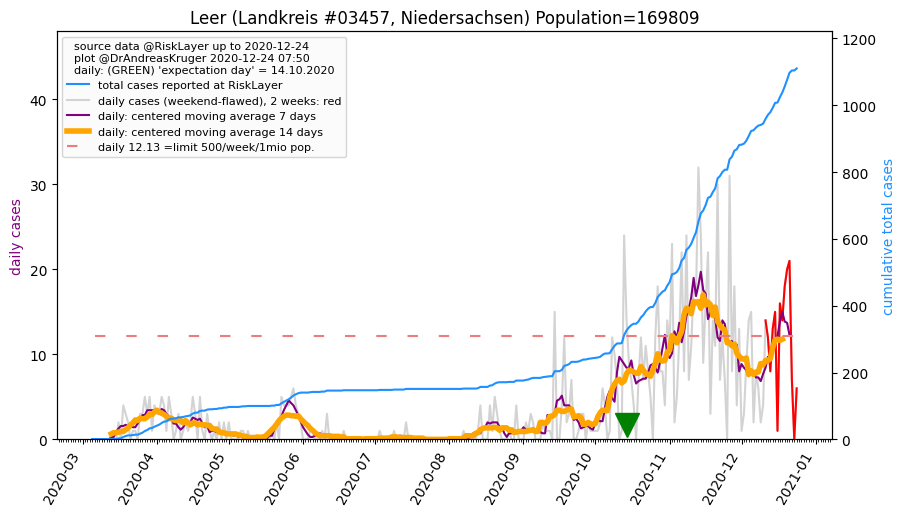 Leer (Landkreis #03457, Niedersachsen) Population=169809
source data @RiskLayer up to 2020-12-24
plot @DrAndreasKruger 2020-12-24 07:50
daily: (GREEN) 'expectation day' = 14.10.2020
total cases reported at RiskLayer
daily cases (weekend-flawed), 2 weeks: red
daily: centered moving average 7 days
daily: centered moving average 14 days
daily 12.13 =limit 500/week/1mio pop.
daily cases
40
30
20
10
0
cumulative total cases
1200
1000
800
600
400
200
0
2020-03
2020-04
2020-05
2020-06
2020-07
2020-08
2020-09
2020-10
2020-11
2020-12
2021-01